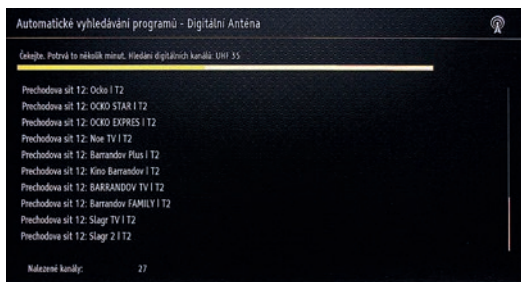 Automatické vyhledávání programů - Digitální Anténa
Čekejte. Potrvá to několik minut. Hledání digitálních kanálů: UHF 35
Prechodova sit 12: Ocko l T2
Prechodova sit 12: OCKO STAR l T2
Prechodova sit 12: OCKO EXPRES l T2
Prechodova sit 12: Noe TV l T2
Prechodova sit 12: Barrandov Plus l T2
Prechodova sit 12: Kino Barrandov l T2
Prechodova sit 12: BARRANDOV TV l T2
Prechodova sit 12: Barrandov FAMILY l T2
Prechodova sit 12: Slagr TV l T2
Prechodova sit 12: Slagr 2 l T2
Nalezené kanály: 27